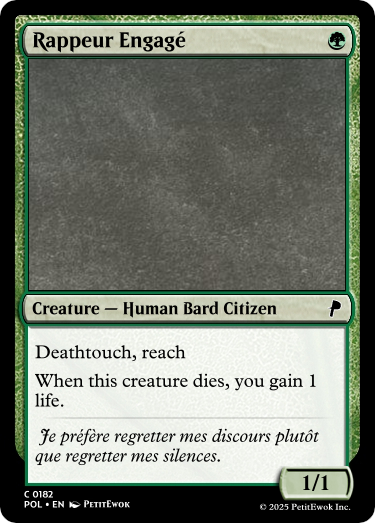 Rappeur Engagé
Creature — Human Bard Citizen
Deathtouch, reach
When this creature dies, you gain 1
life.
Je préfère regretter mes discours plutôt
que regretter mes silences.
1/1
C 0182
POL • EN PetitEwok
© 2025 PetitEwok Inc.